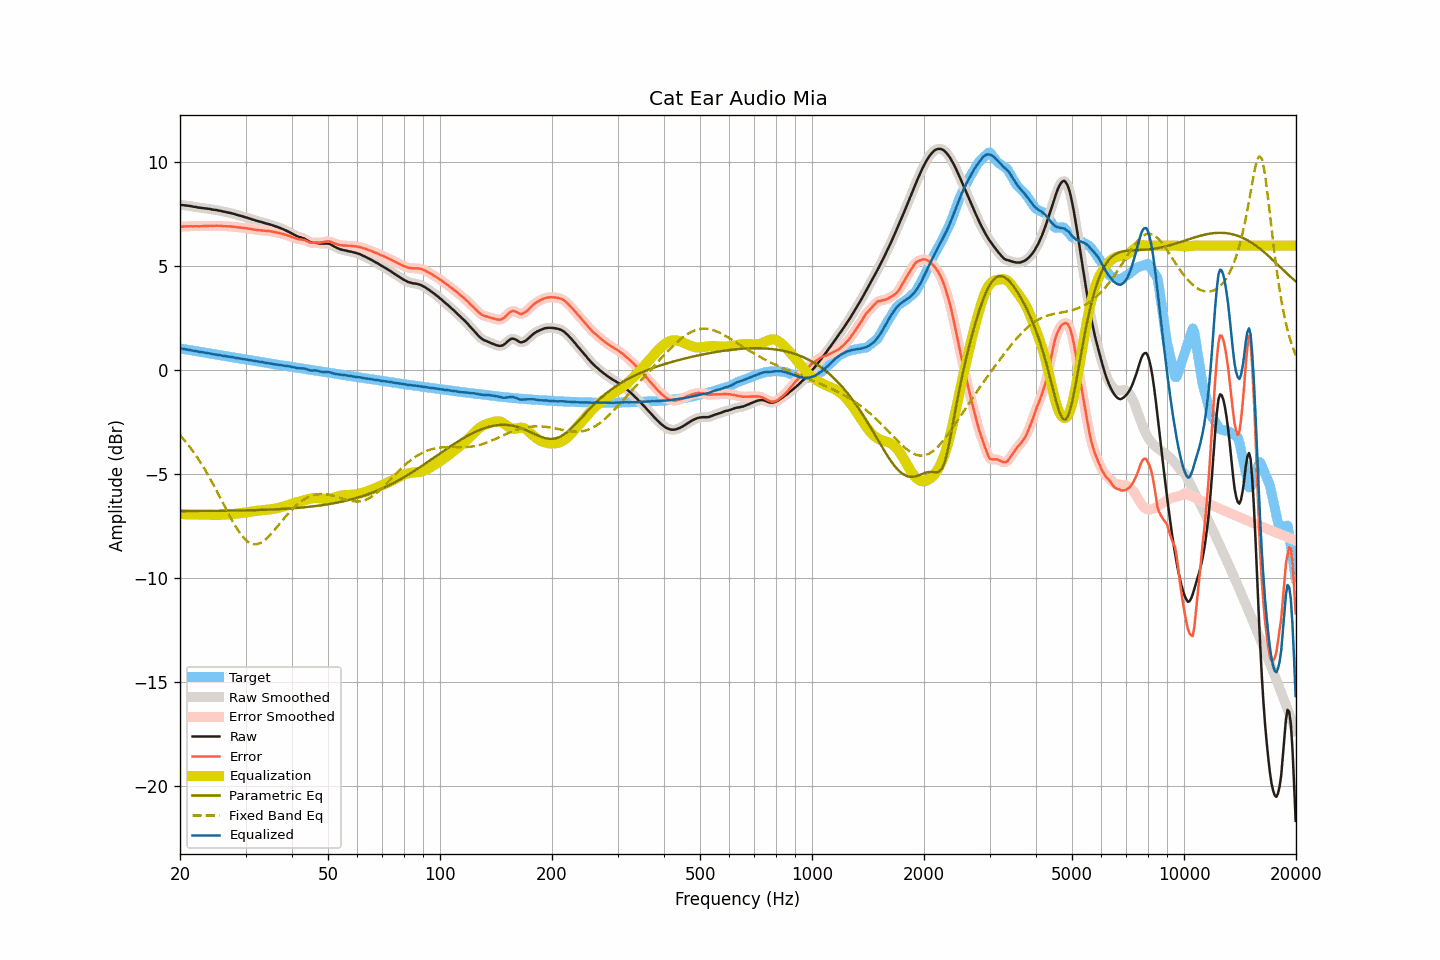 Cat Ear Audio Mia
Amplitude (dBr)
10
5
0
−5
−10
−15
−20
Target
Raw Smoothed
Error Smoothed
Raw
Error
Equalization
Parametric Eq
Fixed Band Eq
Equalized
20 50 100 200 500 1000 2000 5000 10000 20000
Frequency (Hz)